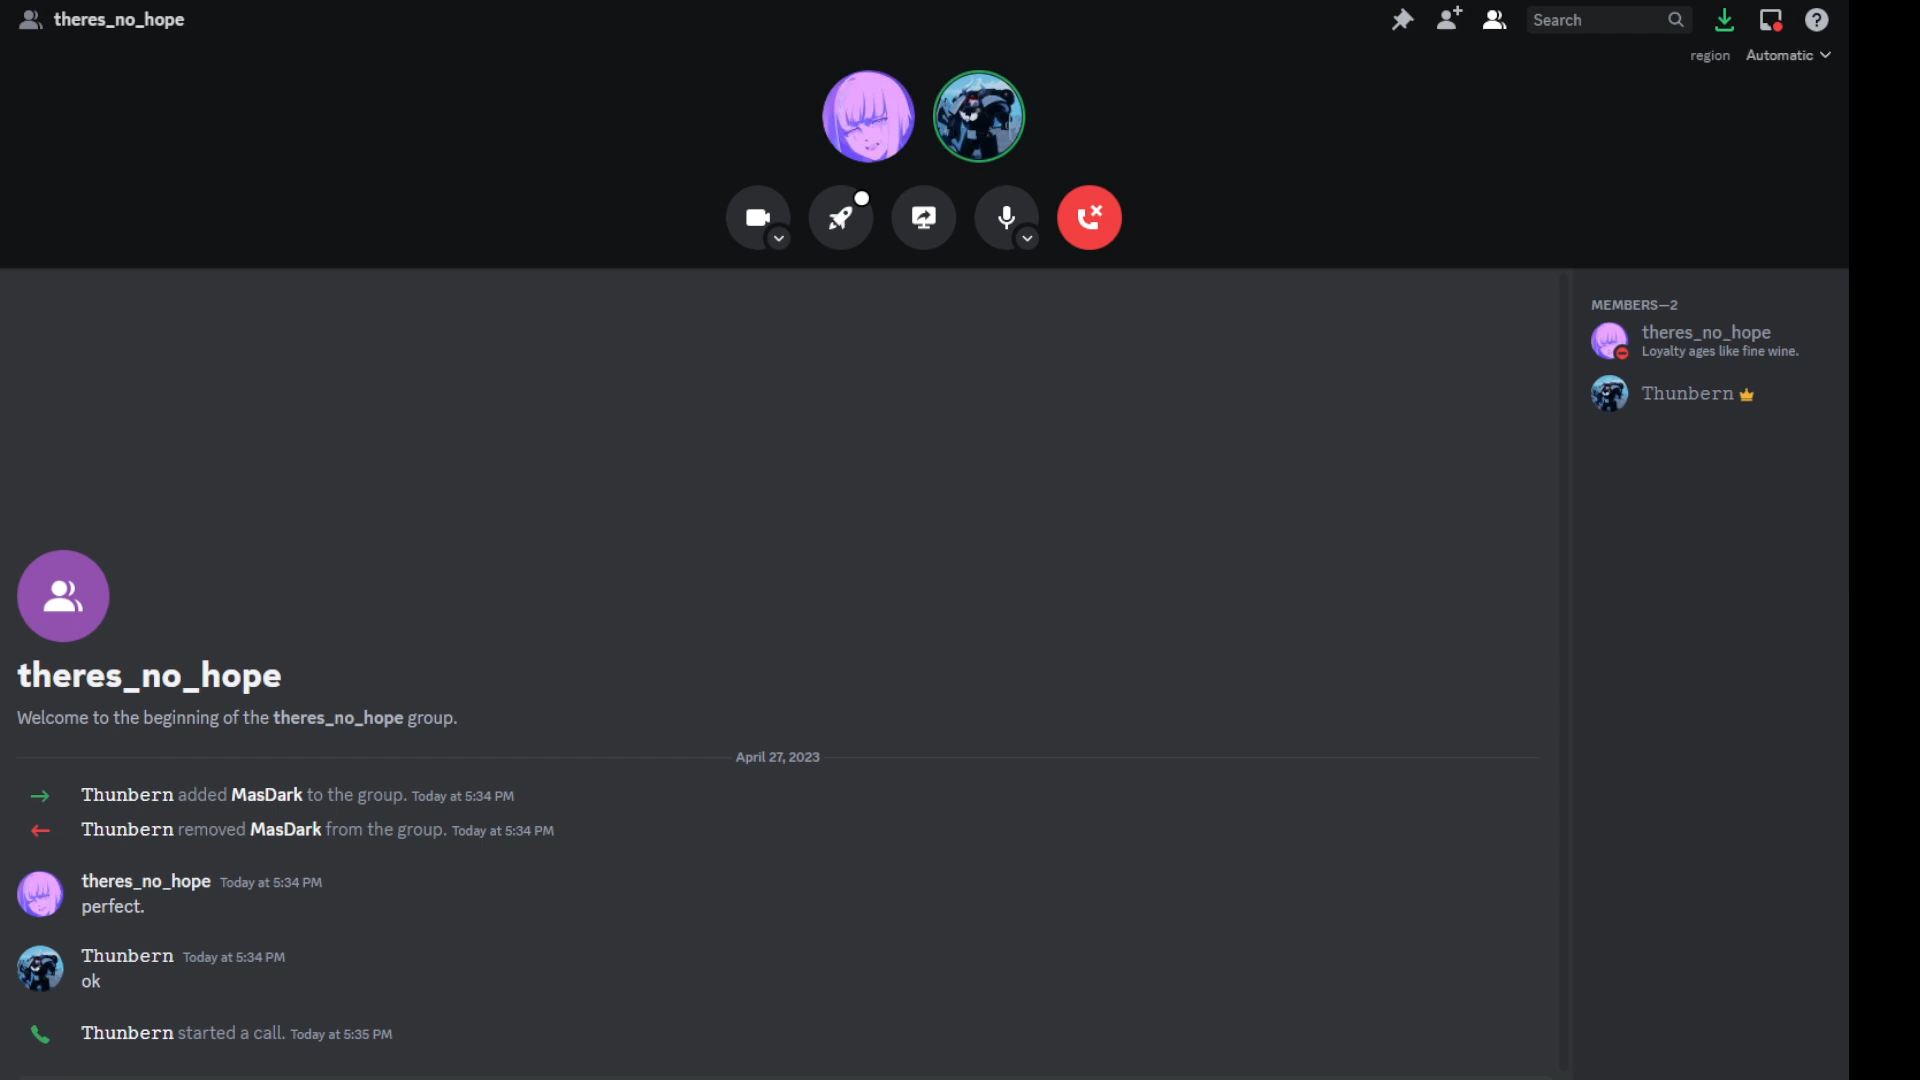 theres_no_hope
Search
region Automatic
MEMBERS—2
theres_no_hope
Loyalty ages like fine wine.
Thunbern
theres_no_hope
Welcome to the beginning of the theres_no_hope group.
April 27, 2023
Thunbern added MasDark to the group. Today at 5:34 PM
Thunbern removed MasDark from the group. Today at 5:34 PM
theres_no_hope Today at 5:34 PM
perfect.
Thunbern Today at 5:34 PM
ok
Thunbern started a call. Today at 5:35 PM